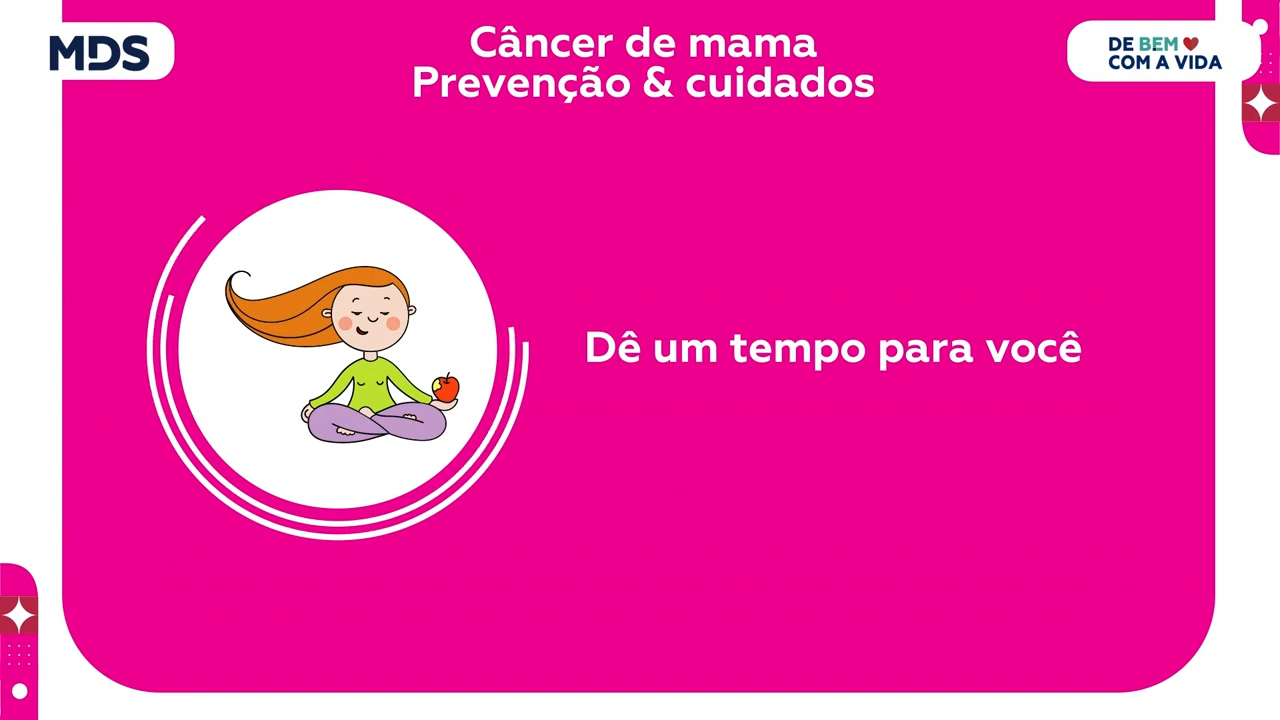 MDS
Câncer de mama
Prevenção & cuidados
DE BEM
COM A VIDA
Dê um tempo para você